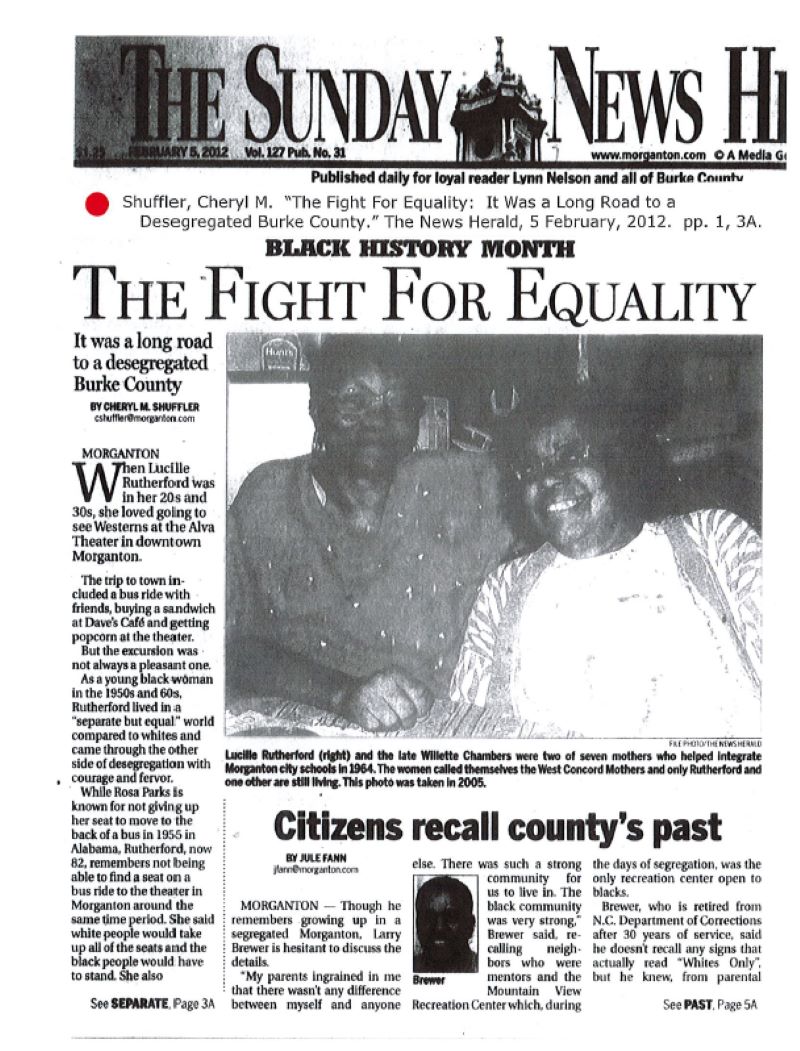 THE SUNDAY NEWS H
$1.25 FEBRUARY 5, 2012 Vol. 127 Pub. No. 31
www.morganton.com © A Media G
Published daily for loyal reader Lynn Nelson and all of Burke County
Shuffler, Cheryl M. "The Fight For Equality: It Was a Long Road to a
Desegregated Burke County." The News Herald, 5 February, 2012. pp. 1, 3A.
BLACK HISTORY MONTH
THE FIGHT FOR EQUALITY
It was a long road
to a desegregated
Burke County
BY CHERYL M. SHUFFLER
cshuffler@morganton.com
MORGANTON
When Lucille
Rutherford was
in her 20s and
30s, she loved going to
see Westerns at the Alva
Theater in downtown
Morganton.
The trip to town in-
cluded a bus ride with
friends, buying a sandwich
at Dave's Café and getting
popcorn at the theater.
But the excursion was
not always a pleasant one.
As a young black woman
in the 1950s and 60s,
Rutherford lived in a
"separate but equal" world
compared to whites and
came through the other
side of desegregation with
courage and fervor.
While Rosa Parks is
known for not giving up
her seat to move to the
back of a bus in 1955 in
Alabama, Rutherford, now
82, remembers not being
able to find a seat on a
bus ride to the theater in
Morganton around the
same time period. She said
white people would take
up all of the seats and the
black people would have
to stand. She also
See SEPARATE, Page 3A
Hunt's
FILE PHOTO/THE NEWS HERALD
Lucille Rutherford (right) and the late Willette Chambers were two of seven mothers who helped integrate
Morganton city schools in 1964. The women called themselves the West Concord Mothers and only Rutherford and
one other are still living. This photo was taken in 2005.
Citizens recall county's past
BY JULE FANN
jfann@morganton.com
MORGANTON — Though he
remembers growing up in a
segregated Morganton, Larry
Brewer is hesitant to discuss the
details.
"My parents ingrained in me
that there wasn't any difference
between myself and anyone
else. There was such a strong
community for
us to live in. The
black community
was very strong,"
Brewer said, re-
calling neigh-
bors who were
mentors and the
Mountain View
Brewer
Recreation Center which, during
the days of segregation, was the
only recreation center open to
blacks.
Brewer, who is retired from
N.C. Department of Corrections
after 30 years of service, said
he doesn't recall any signs that
actually read "Whites Only",
but he knew, from parental
See PAST, Page 5A